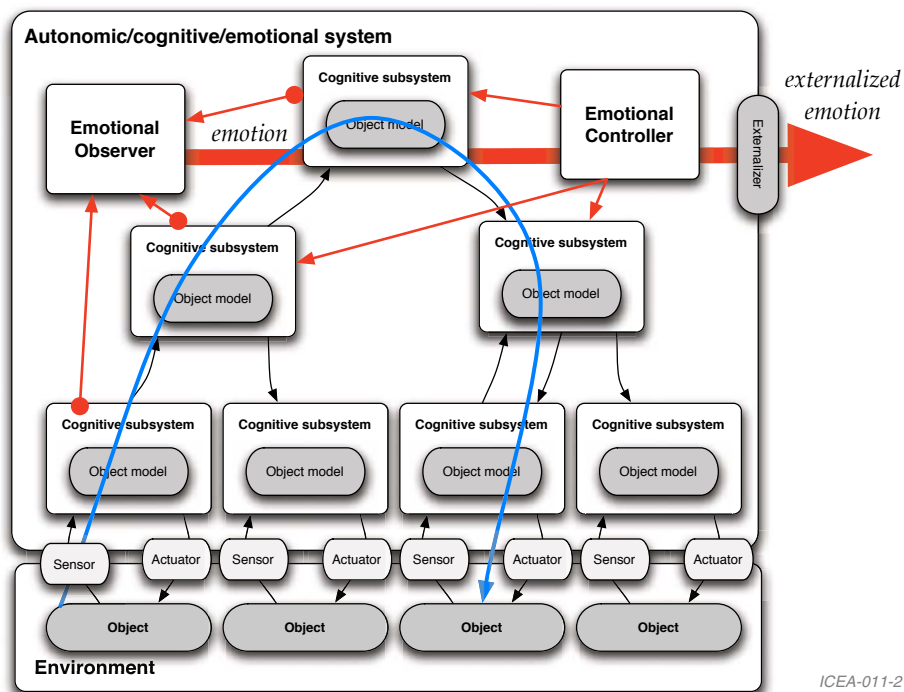 Autonomic/cognitive/emotional system
Cognitive subsystem
Object model
Emotional
Observer
emotion
Emotional
Controller
Externalizer
externalized
emotion
Cognitive subsystem
Object model
Cognitive subsystem
Object model
Cognitive subsystem
Object model
Cognitive subsystem
Object model
Cognitive subsystem
Object model
Cognitive subsystem
Object model
Sensor
Actuator
Sensor
Actuator
Sensor
Actuator
Sensor
Actuator
Object
Object
Object
Object
Environment
ICEA-011-2